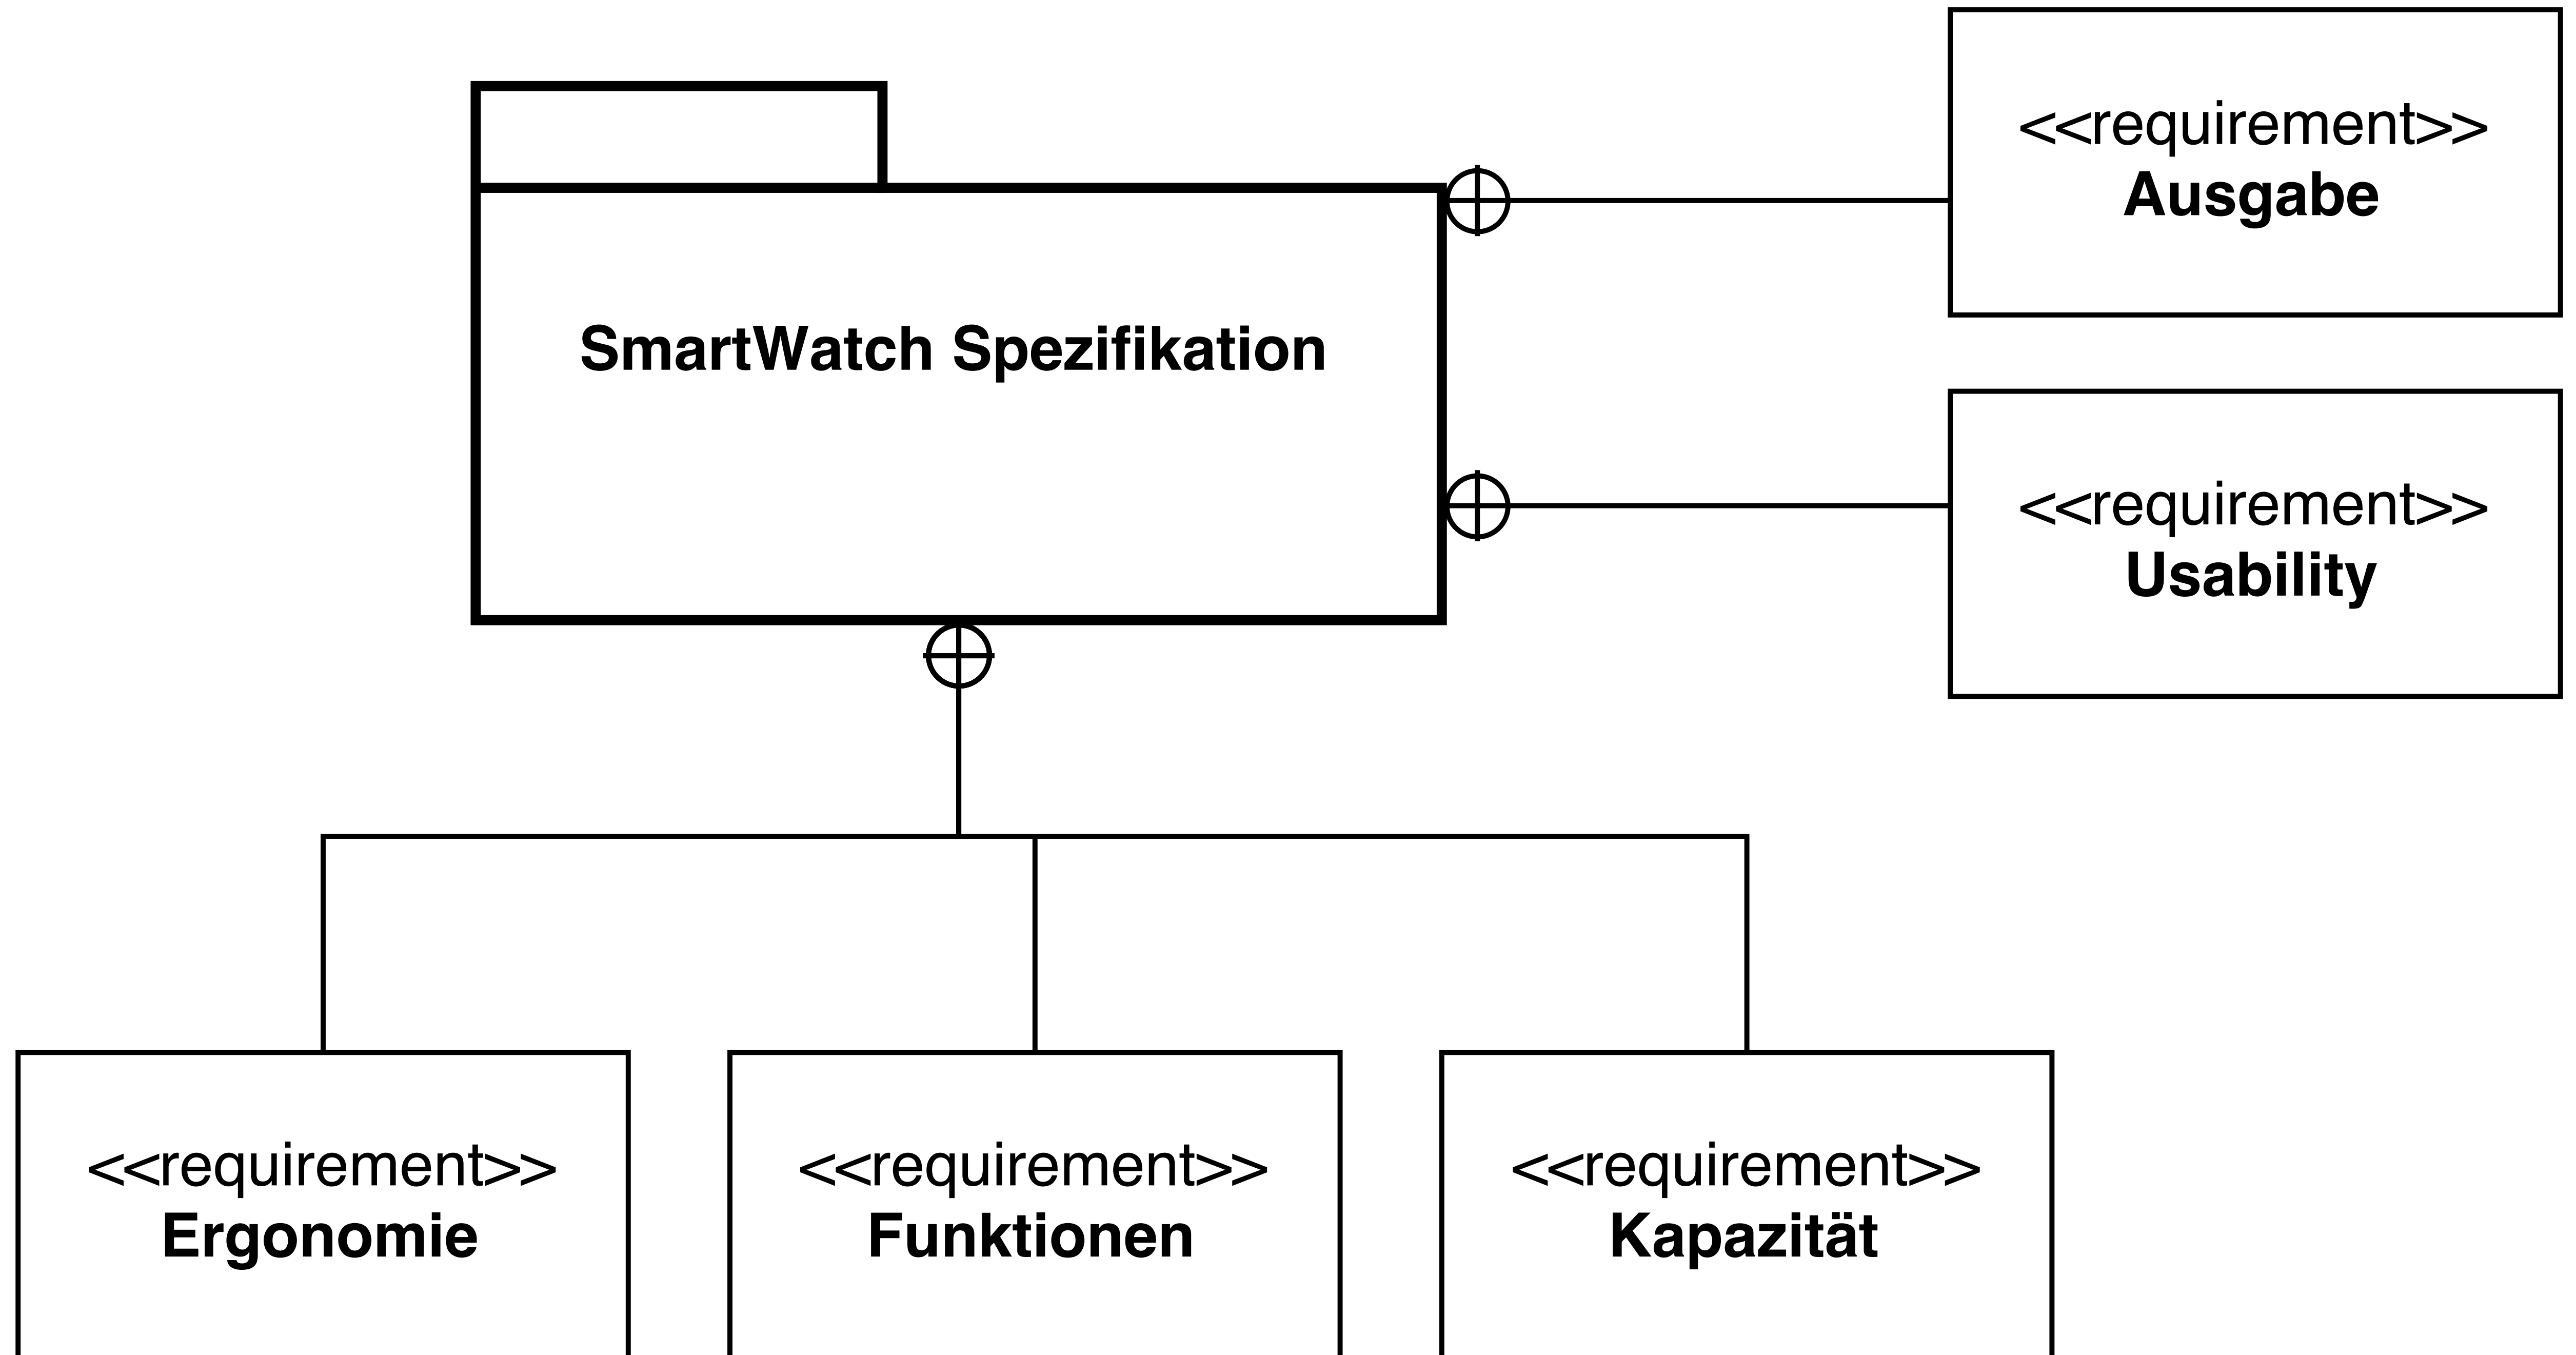 <<requirement>>
Ausgabe
SmartWatch Spezifikation
<<requirement>>
Usability
<<requirement>>
Ergonomie
<<requirement>>
Funktionen
<<requirement>>
Kapazität